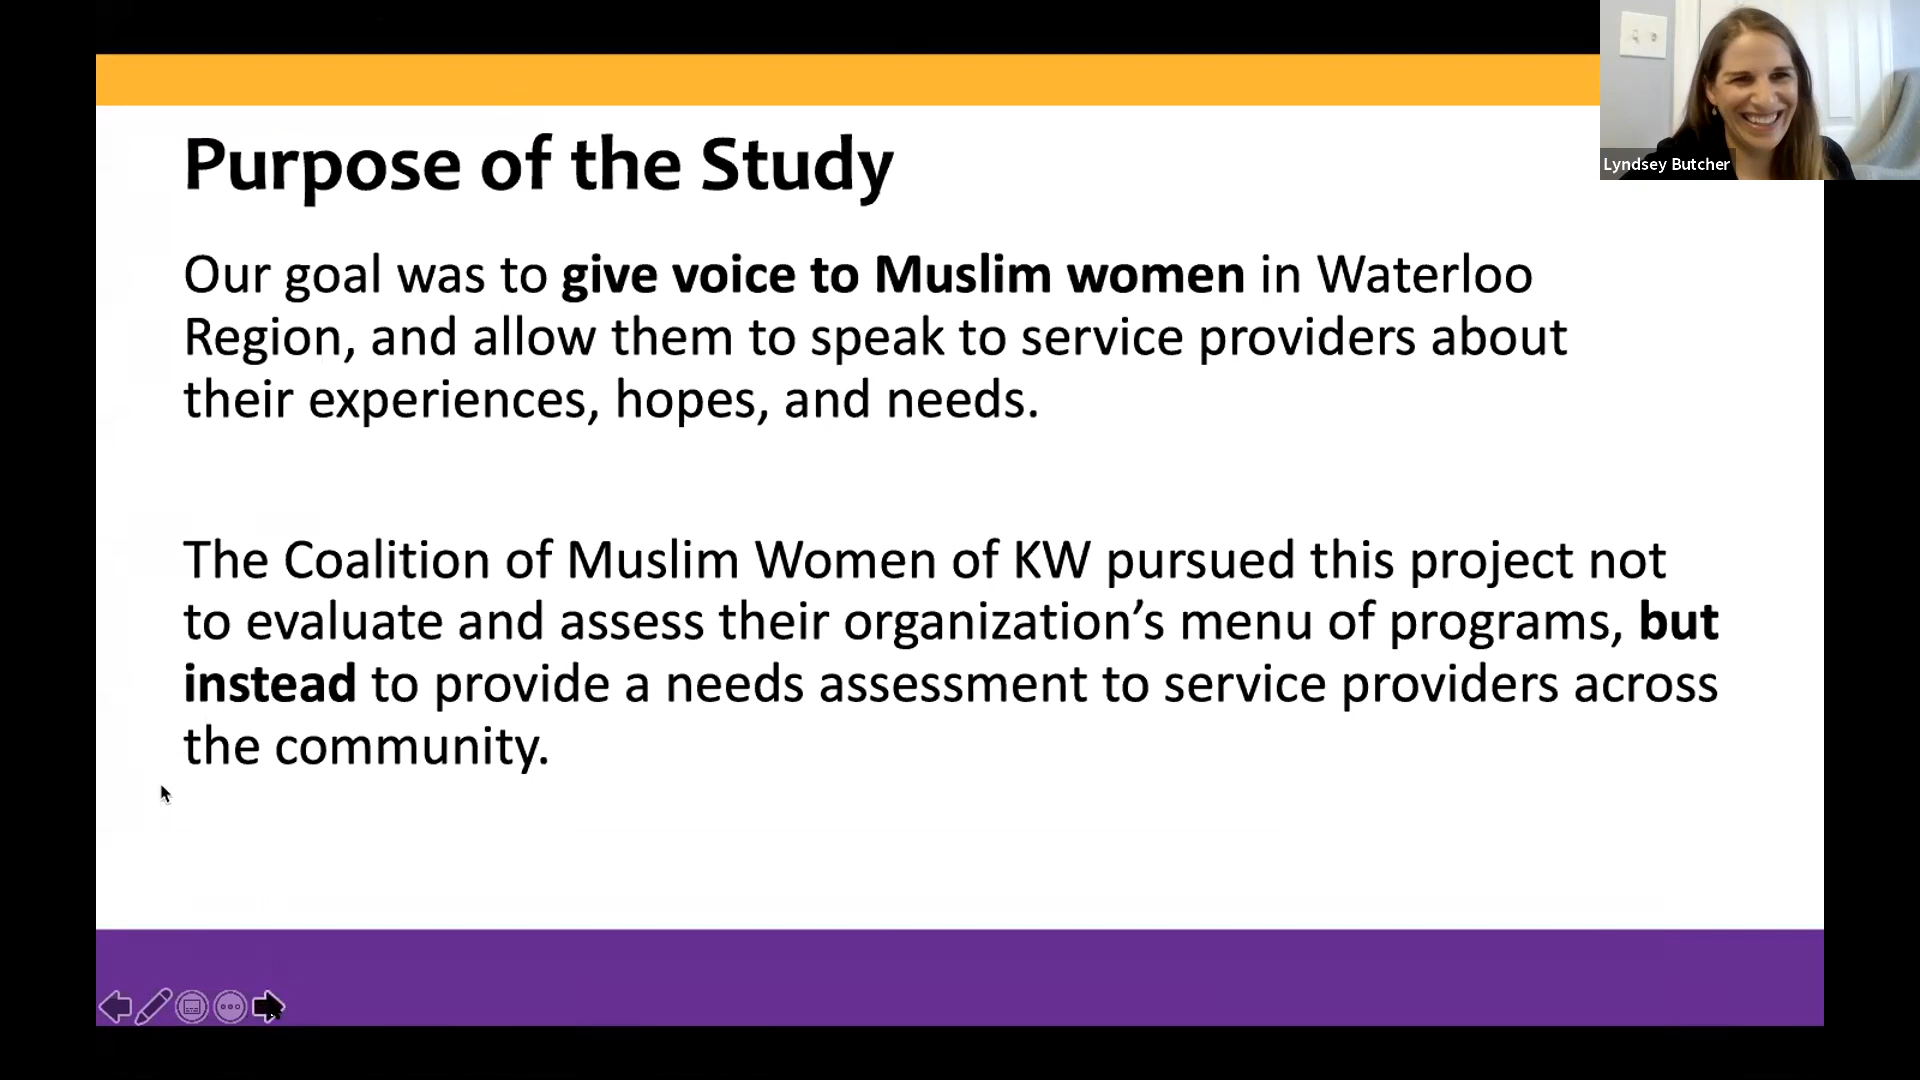 Purpose of the Study
Our goal was to give voice to Muslim women in Waterloo
Region, and allow them to speak to service providers about
their experiences, hopes, and needs.
The Coalition of Muslim Women of KW pursued this project not
to evaluate and assess their organization’s menu of programs, but
instead to provide a needs assessment to service providers across
the community.
Lyndsey Butcher